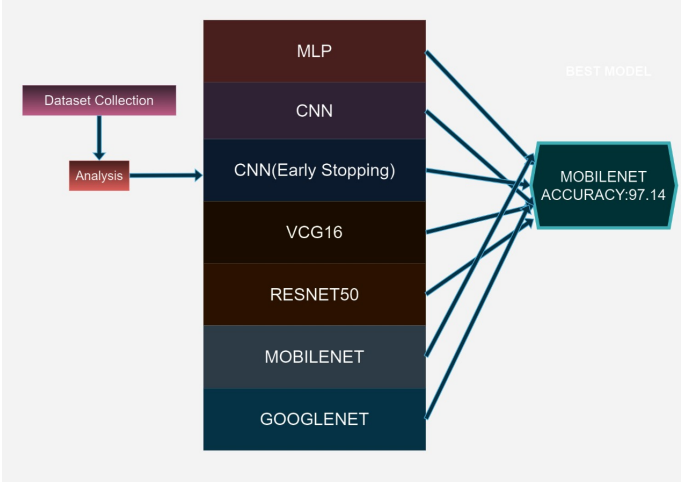 MLP
BEST MODEL
Dataset Collection
CNN
Analysis
CNN(Early Stopping)
MOBILENET
ACCURACY:97.14
VCG16
RESNET50
MOBILENET
GOOGLENET